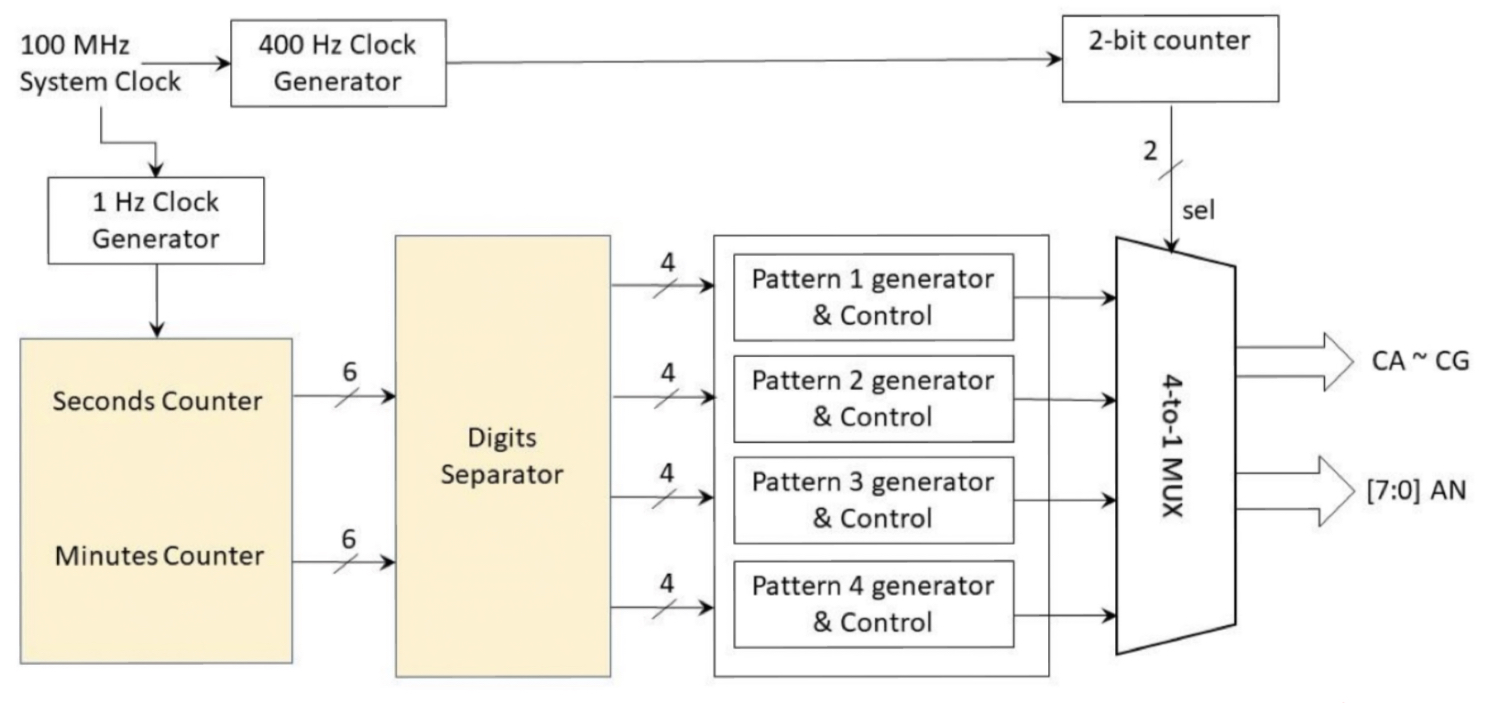 100 MHz
System Clock
400 Hz Clock
Generator
2-bit counter
2
sel
1 Hz Clock
Generator
Seconds Counter
Minutes Counter
6
6
Digits
Separator
4
4
4
4
Pattern 1 generator
& Control
Pattern 2 generator
& Control
Pattern 3 generator
& Control
Pattern 4 generator
& Control
4-to-1 MUX
CA ~ CG
[7:0] AN